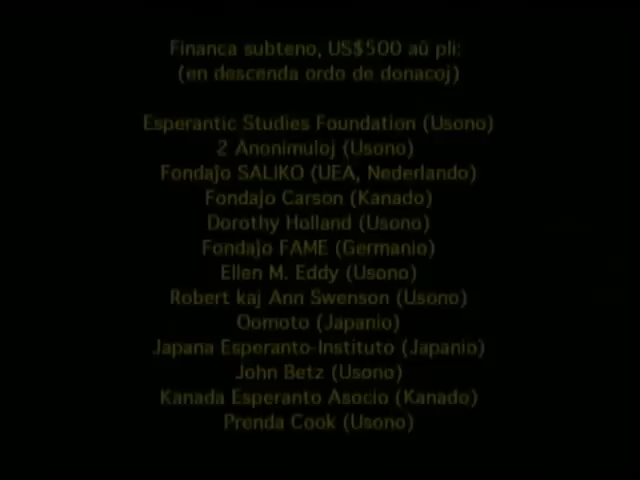 Financa subteno, US$500 aŭ pli:
(en descenda ordo de donacoj)
Esperantic Studies Foundation (Usono)
2 Anonimuloj (Usono)
Fondaĵo SALIKO (UEA, Nederlando)
Fondaĵo Carson (Kanado)
Dorothy Holland (Usono)
Fondaĵo FAME (Germanio)
Ellen M. Eddy (Usono)
Robert kaj Ann Swenson (Usono)
Oomoto (Japanio)
Japana Esperanto-Instituto (Japanio)
John Betz (Usono)
Kanada Esperanto Asocio (Kanado)
Prenda Cook (Usono)